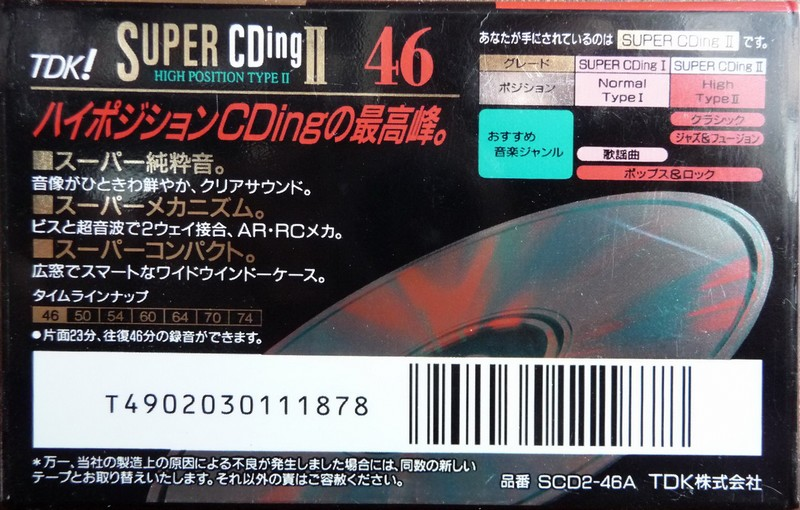 TDK! SUPER CDing II 46
HIGH POSITION TYPE II
ハイポジションCDingの最高峰。
スーパー純粋音。
音像がひときわ鮮やか、クリアサウンド。
スーパーメカニズム。
ビスと超音波で2ウェイ接合、AR・RCメカ。
スーパーコンパクト。
広窓でスマートなワイドウインドーケース。
タイムラインナップ
46 50 54 60 64 70 74
●片面23分、往復46分の録音ができます。
あなたが手にされているのは SUPER CDing II です。
グレード SUPER CDing I SUPER CDing II
ポジション Normal Type I High Type II
おすすめ音楽ジャンル
クラシック
ジャズ&フュージョン
歌謡曲
ポップス&ロック
T4902030111878
*万一、当社の製造上の原因による不良が発生しました場合には、同数の新しい
テープとお取り替えいたします。それ以外の責はご容赦ください。
品番 SCD2-46A TDK株式会社